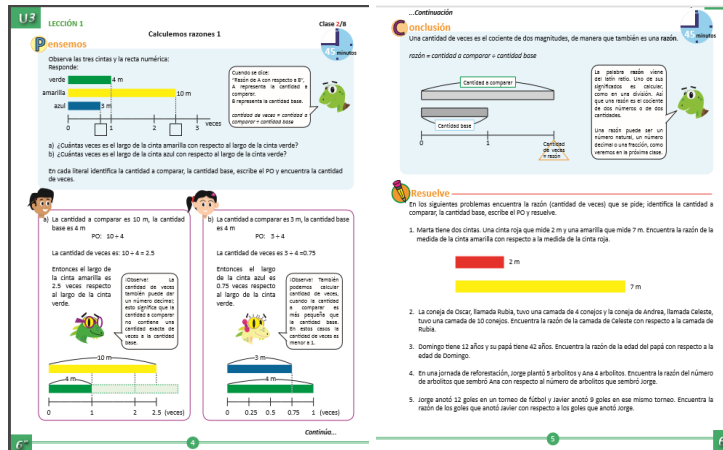 U3
LECCIÓN 1
Clase 2/8
Calculemos razones 1
45 minutos
Pensemos
Observa las tres cintas y la recta numérica:
Responde:
verde
4 m
amarilla
10 m
azul
3 m
0
1
2
3
veces
Cuando se dice:
"Razón de A con respecto a B",
A representa la cantidad a
comparar.
B representa la cantidad base.
cantidad de veces = cantidad a
comparar ÷ cantidad base
a) ¿Cuántas veces es el largo de la cinta amarilla con respecto al largo de la cinta verde?
b) ¿Cuántas veces es el largo de la cinta azul con respecto al largo de la cinta verde?
En cada literal identifica la cantidad a comparar, la cantidad base, escribe el PO y encuentra la cantidad
de veces.
a) La cantidad a comparar es 10 m, la cantidad
base es 4 m
PO: 10 ÷ 4
La cantidad de veces es: 10 ÷ 4 = 2.5
Entonces el largo
de la cinta amarilla es
2.5 veces respecto
al largo de la cinta
verde.
Observa: La
cantidad de veces
también puede ser
un número decimal;
esto significa que la
cantidad a comparar
no contiene una
cantidad exacta de
veces a la cantidad
base.
10 m
4 m
0
1
2
2.5 (veces)
b) La cantidad a comparar es 3 m, la cantidad base
es 4 m
PO: 3 ÷ 4
La cantidad de veces es 3 ÷ 4 =0.75
Entonces el largo
de la cinta azul es
0.75 veces respecto
al largo de la cinta
verde.
Observa: También
podemos calcular
cantidad de veces,
cuando la cantidad
a comparar es
más pequeña que
la cantidad base.
En estos casos la
cantidad de veces es
menor a 1.
3 m
4 m
0
0.25
0.5
0.75
1 (veces)
Continúa...
4
...Continuación
Conclusión
45 minutos
Una cantidad de veces es el cociente de dos magnitudes, de manera que también es una razón.
razón = cantidad a comparar ÷ cantidad base
Cantidad a comparar
Cantidad base
0
1
Cantidad
de veces
= razón
La palabra razón viene
del latín ratio. Uno de sus
significados es calcular,
como en una división. Así
que una razón es el cociente
de dos números o de dos
cantidades.
Una razón puede ser un
número natural, un número
decimal o una fracción, como
veremos en la próxima clase.
Resuelve
En los siguientes problemas encuentra la razón (cantidad de veces) que se pide; identifica la cantidad a
comparar, la cantidad base, escribe el PO y resuelve.
1. Marta tiene dos cintas. Una cinta roja que mide 2 m y una amarilla que mide 7 m. Encuentra la razón de la
medida de la cinta amarilla con respecto a la medida de la cinta roja.
2 m
7 m
2. La coneja de Oscar, llamada Rubia, tuvo una camada de 4 conejos y la coneja de Andrea, llamada Celeste,
tuvo una camada de 10 conejos. Encuentra la razón de la camada de Celeste con respecto a la camada de
Rubia.
3. Domingo tiene 12 años y su papá tiene 42 años. Encuentra la razón de la edad del papá con respecto a la
edad de Domingo.
4. En una jornada de reforestación, Jorge plantó 5 arbolitos y Ana 4 arbolitos. Encuentra la razón del número
de arbolitos que sembró Ana con respecto al número de arbolitos que sembró Jorge.
5. Jorge anotó 12 goles en un torneo de fútbol y Javier anotó 9 goles en ese mismo torneo. Encuentra la
razón de los goles que anotó Javier con respecto a los goles que anotó Jorge.
5